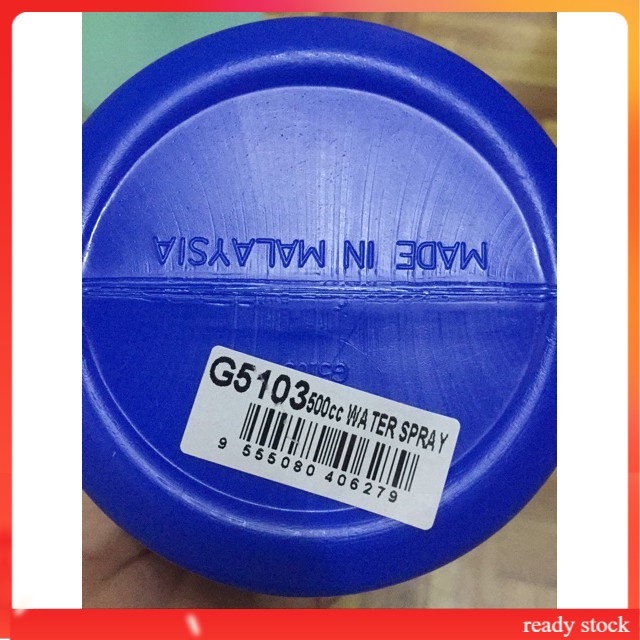 MADE IN MALAYSIA
G5103 500cc WATER SPRAY
9 555080 406279
ready stock